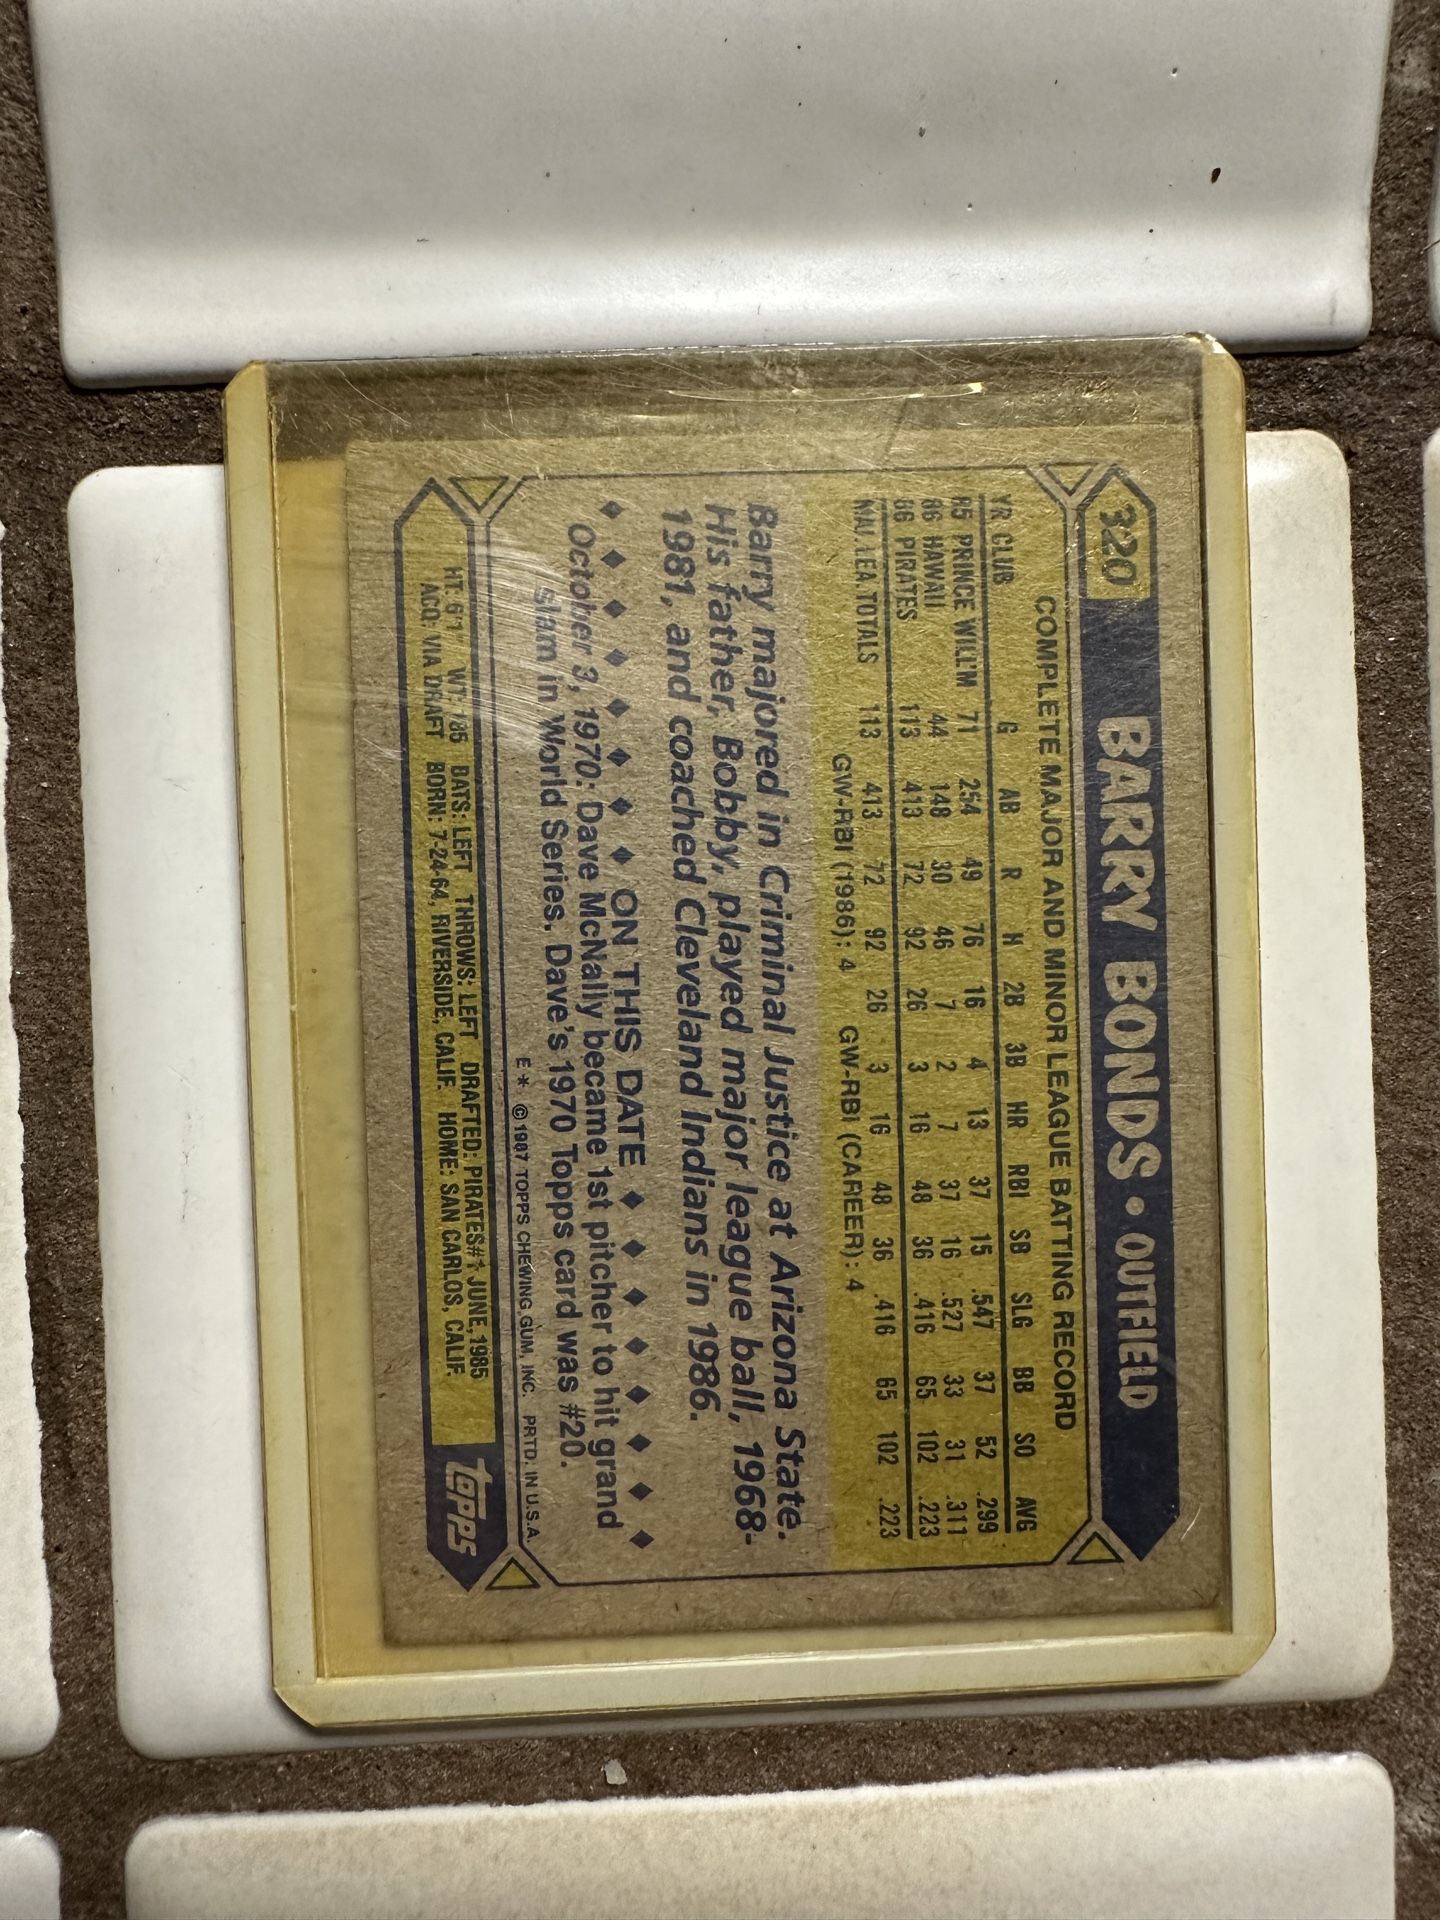 320 BARRY BONDS • OUTFIELD
COMPLETE MAJOR AND MINOR LEAGUE BATTING RECORD
YR CLUB G AB R H 2B 3B HR RBI SB SLG BB SO AVG
85 PRINCE WILL'M 71 254 49 76 16 4 13 37 15 .547 37 52 .299
86 HAWAII 44 148 30 46 7 2 7 37 16 .527 33 31 .311
86 PIRATES 113 413 72 92 26 3 16 48 36 .416 65 102 .223
MAJ. LEA. TOTALS 113 413 72 92 26 3 16 48 36 .416 65 102 .223
GW-RBI (1986): 4 GW-RBI (CAREER): 4
Barry majored in Criminal Justice at Arizona State.
His father, Bobby, played major league ball, 1968-
1981, and coached Cleveland Indians in 1986.
♦ ♦ ♦ ♦ ♦ ♦ ♦ ♦ ON THIS DATE ♦ ♦ ♦ ♦ ♦ ♦ ♦ ♦
October 3, 1970: Dave McNally became 1st pitcher to hit grand
slam in World Series. Dave's 1970 Topps card was #20.
E * © 1987 TOPPS CHEWING GUM, INC. PRTD. IN U.S.A.
HT: 6'1" WT: 185 BATS: LEFT THROWS: LEFT DRAFTED: PIRATES #1-JUNE, 1985
ACQ: VIA DRAFT BORN: 7-24-64, RIVERSIDE, CALIF. HOME: SAN CARLOS, CALIF.
topps